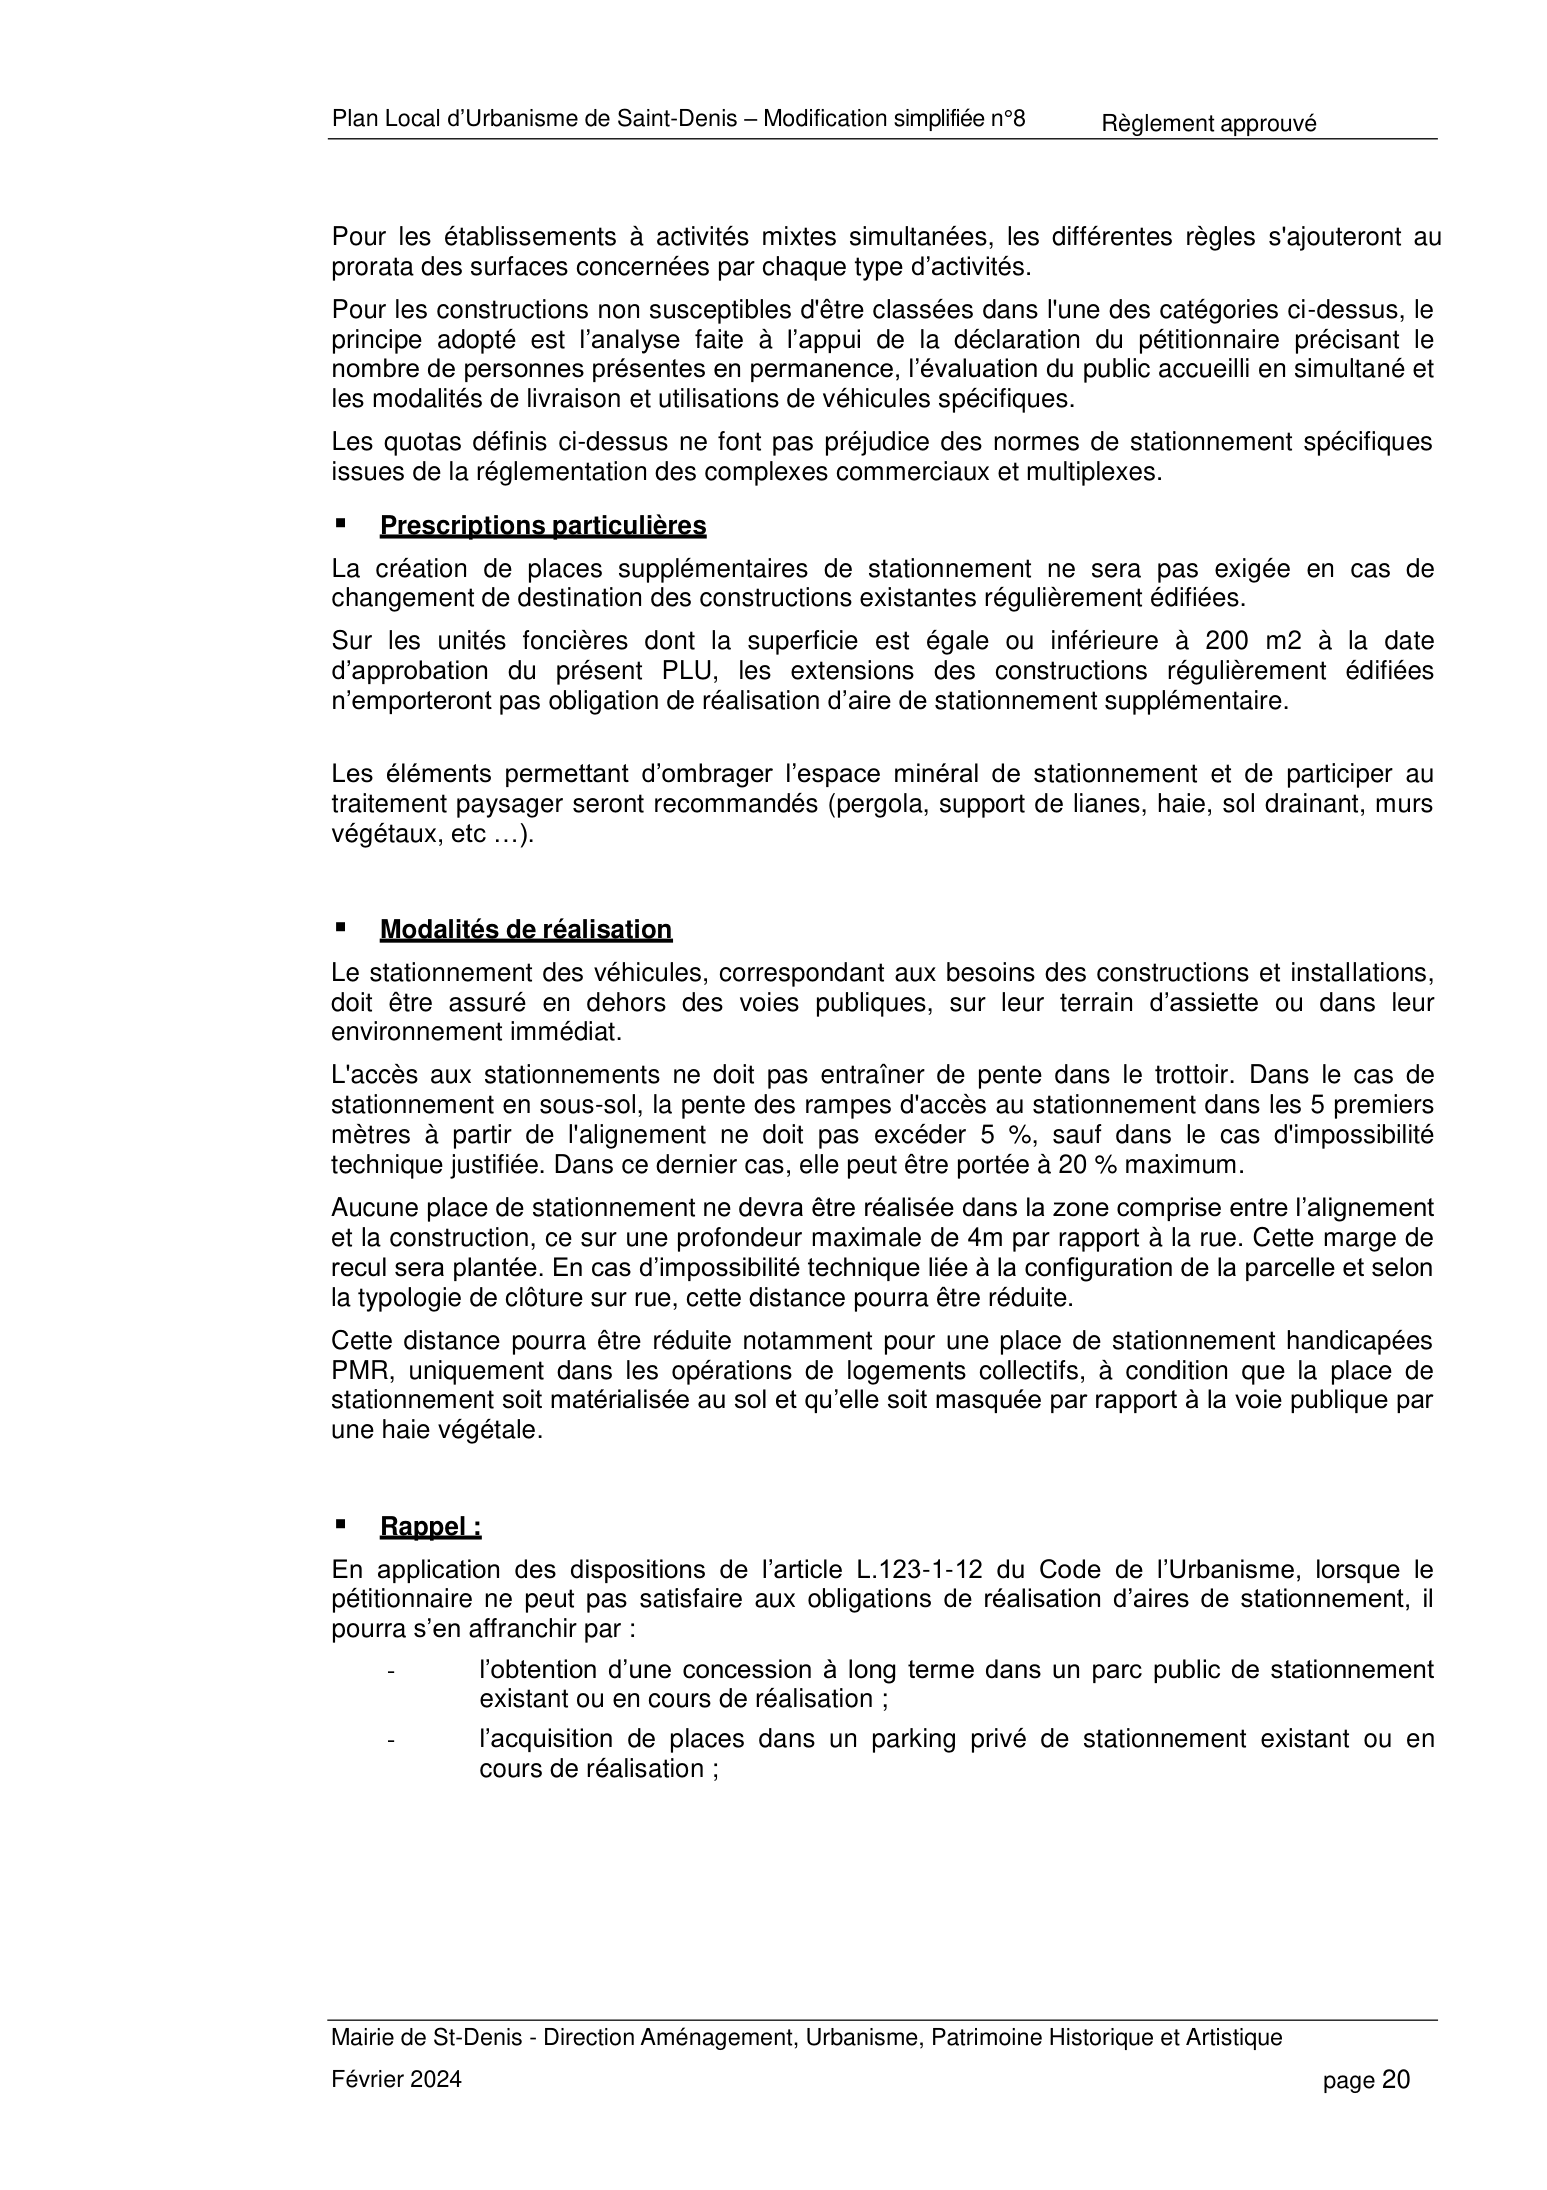 Plan Local d’Urbanisme de Saint-Denis – Modification simplifiée n°8 Règlement approuvé
Pour les établissements à activités mixtes simultanées, les différentes règles s'ajouteront au
prorata des surfaces concernées par chaque type d’activités.
Pour les constructions non susceptibles d'être classées dans l'une des catégories ci-dessus, le
principe adopté est l’analyse faite à l’appui de la déclaration du pétitionnaire précisant le
nombre de personnes présentes en permanence, l’évaluation du public accueilli en simultané et
les modalités de livraison et utilisations de véhicules spécifiques.
Les quotas définis ci-dessus ne font pas préjudice des normes de stationnement spécifiques
issues de la réglementation des complexes commerciaux et multiplexes.
▪ Prescriptions particulières
La création de places supplémentaires de stationnement ne sera pas exigée en cas de
changement de destination des constructions existantes régulièrement édifiées.
Sur les unités foncières dont la superficie est égale ou inférieure à 200 m2 à la date
d’approbation du présent PLU, les extensions des constructions régulièrement édifiées
n’emporteront pas obligation de réalisation d’aire de stationnement supplémentaire.
Les éléments permettant d’ombrager l’espace minéral de stationnement et de participer au
traitement paysager seront recommandés (pergola, support de lianes, haie, sol drainant, murs
végétaux, etc …).
▪ Modalités de réalisation
Le stationnement des véhicules, correspondant aux besoins des constructions et installations,
doit être assuré en dehors des voies publiques, sur leur terrain d’assiette ou dans leur
environnement immédiat.
L'accès aux stationnements ne doit pas entraîner de pente dans le trottoir. Dans le cas de
stationnement en sous-sol, la pente des rampes d'accès au stationnement dans les 5 premiers
mètres à partir de l'alignement ne doit pas excéder 5 %, sauf dans le cas d'impossibilité
technique justifiée. Dans ce dernier cas, elle peut être portée à 20 % maximum.
Aucune place de stationnement ne devra être réalisée dans la zone comprise entre l’alignement
et la construction, ce sur une profondeur maximale de 4m par rapport à la rue. Cette marge de
recul sera plantée. En cas d’impossibilité technique liée à la configuration de la parcelle et selon
la typologie de clôture sur rue, cette distance pourra être réduite.
Cette distance pourra être réduite notamment pour une place de stationnement handicapées
PMR, uniquement dans les opérations de logements collectifs, à condition que la place de
stationnement soit matérialisée au sol et qu’elle soit masquée par rapport à la voie publique par
une haie végétale.
▪ Rappel :
En application des dispositions de l’article L.123-1-12 du Code de l’Urbanisme, lorsque le
pétitionnaire ne peut pas satisfaire aux obligations de réalisation d’aires de stationnement, il
pourra s’en affranchir par :
- l’obtention d’une concession à long terme dans un parc public de stationnement
existant ou en cours de réalisation ;
- l’acquisition de places dans un parking privé de stationnement existant ou en
cours de réalisation ;
Mairie de St-Denis - Direction Aménagement, Urbanisme, Patrimoine Historique et Artistique
Février 2024 page 20